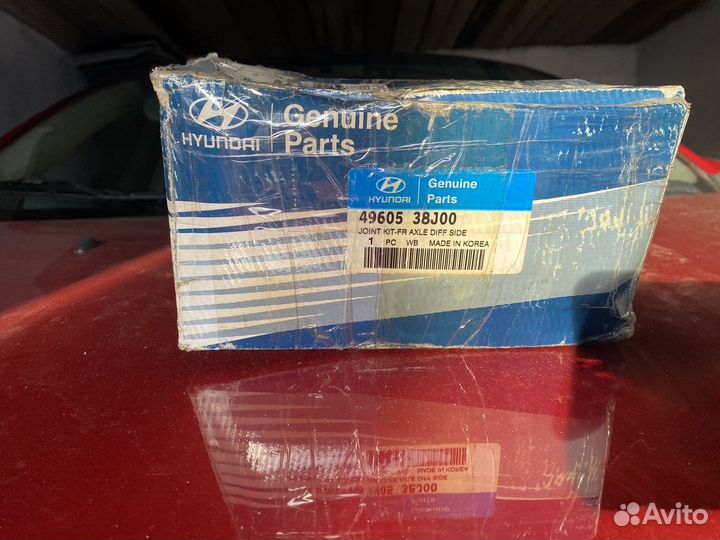 HYUNDAI
Genuine
Parts
HYUNDAI
Genuine
Parts
49605 38J00
JOINT KIT-FR AXLE DIFF SIDE
1 PC WB MADE IN KOREA
Avito